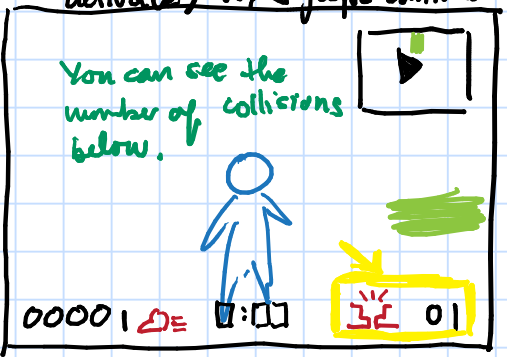 You can see the
number of collisions
below.
00001
01